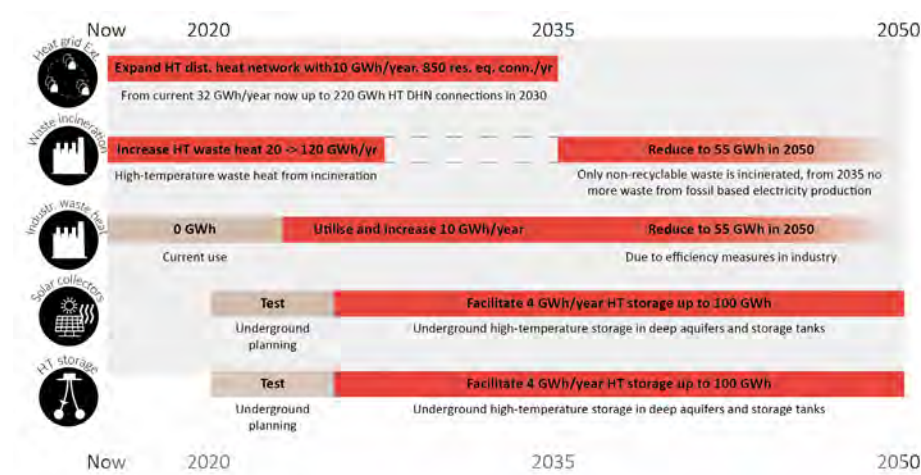 Now 2020 2035 2050
Heat grid Ext.
Expand HT dist. heat network with10 GWh/year. 850 res. eq. conn./yr
From current 32 GWh/year now up to 220 GWh HT DHN connections in 2030
Waste incineration
Increase HT waste heat 20 -> 120 GWh/yr
Reduce to 55 GWh in 2050
High-temperature waste heat from incineration
Only non-recyclable waste is incinerated, from 2035 no
more waste from fossil based electricity production
Industr. waste heat
0 GWh
Utilise and increase 10 GWh/year
Reduce to 55 GWh in 2050
Current use
Due to efficiency measures in industry
Solar collectors
Test
Facilitate 4 GWh/year HT storage up to 100 GWh
Underground
planning
Underground high-temperature storage in deep aquifers and storage tanks
HT storage
Test
Facilitate 4 GWh/year HT storage up to 100 GWh
Underground
planning
Underground high-temperature storage in deep aquifers and storage tanks
Now 2020 2035 2050